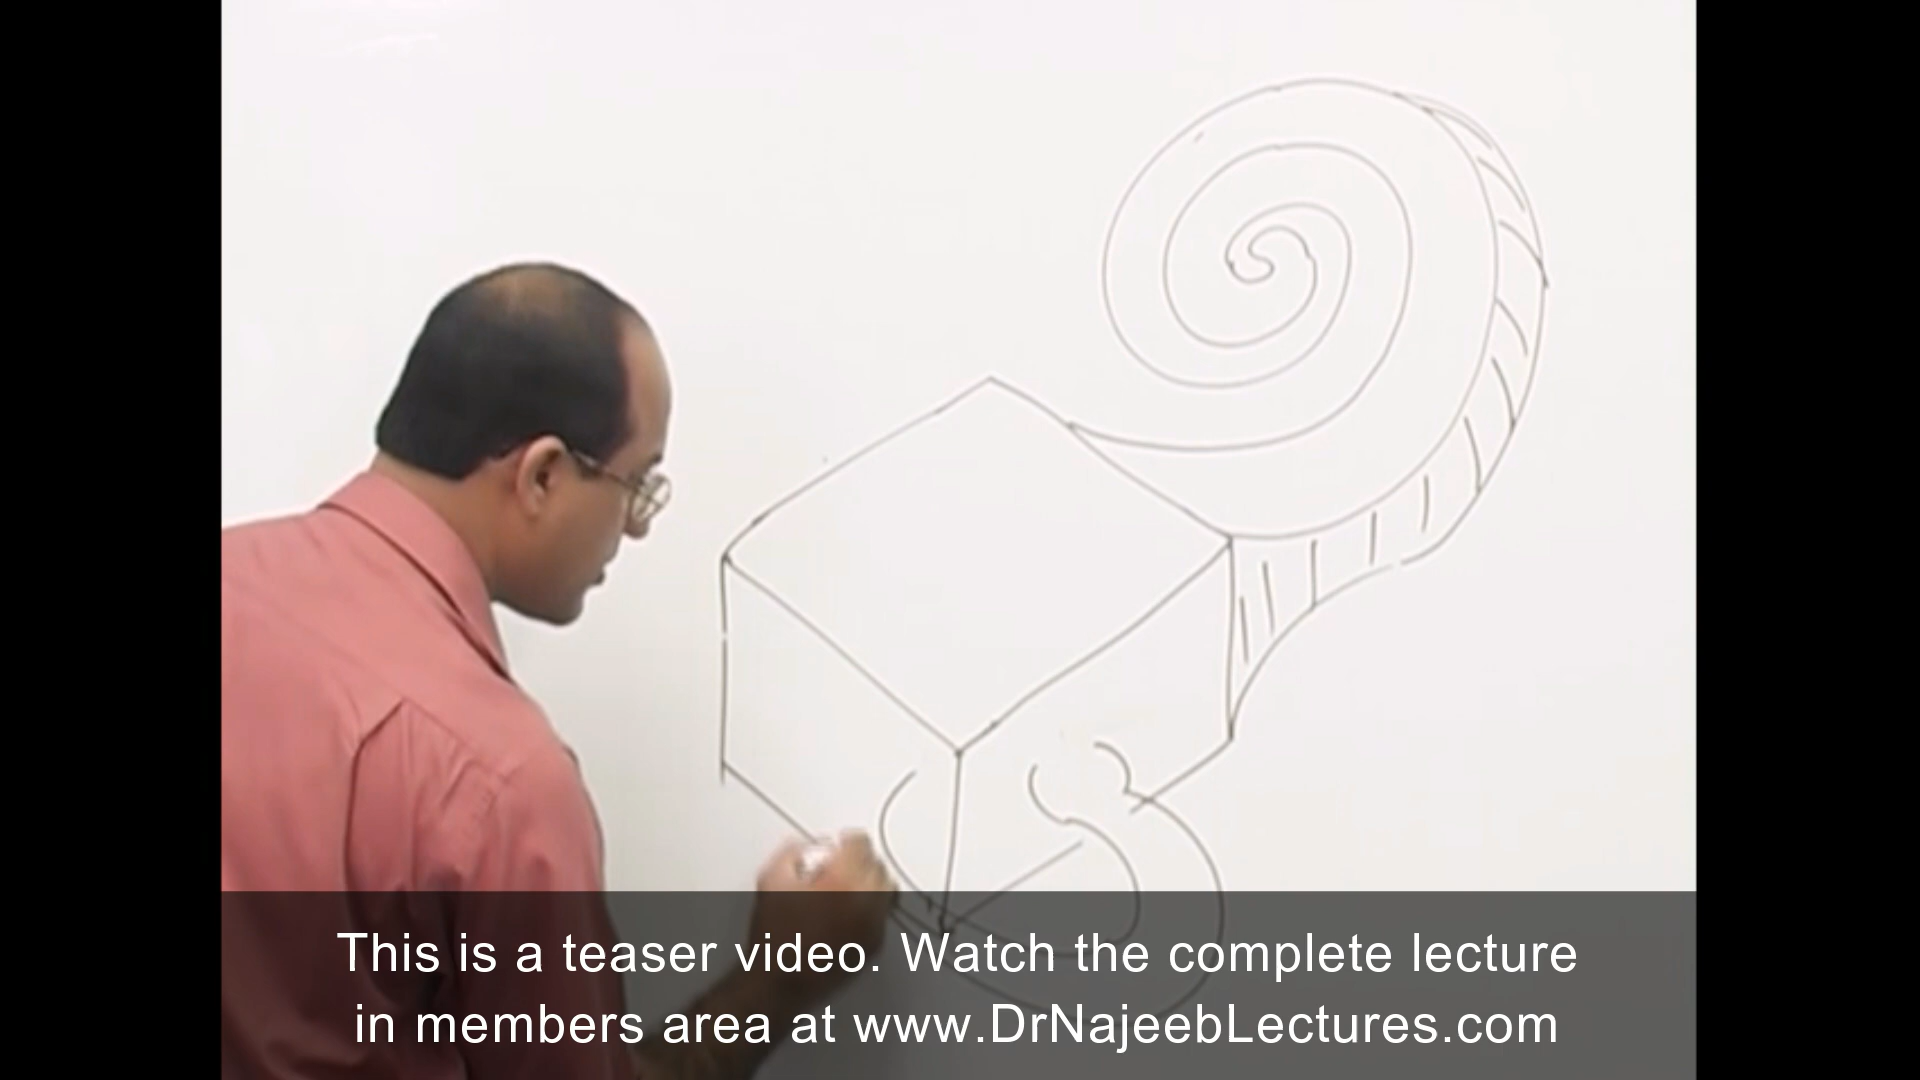 This is a teaser video. Watch the complete lecture
in members area at www.DrNajeebLectures.com